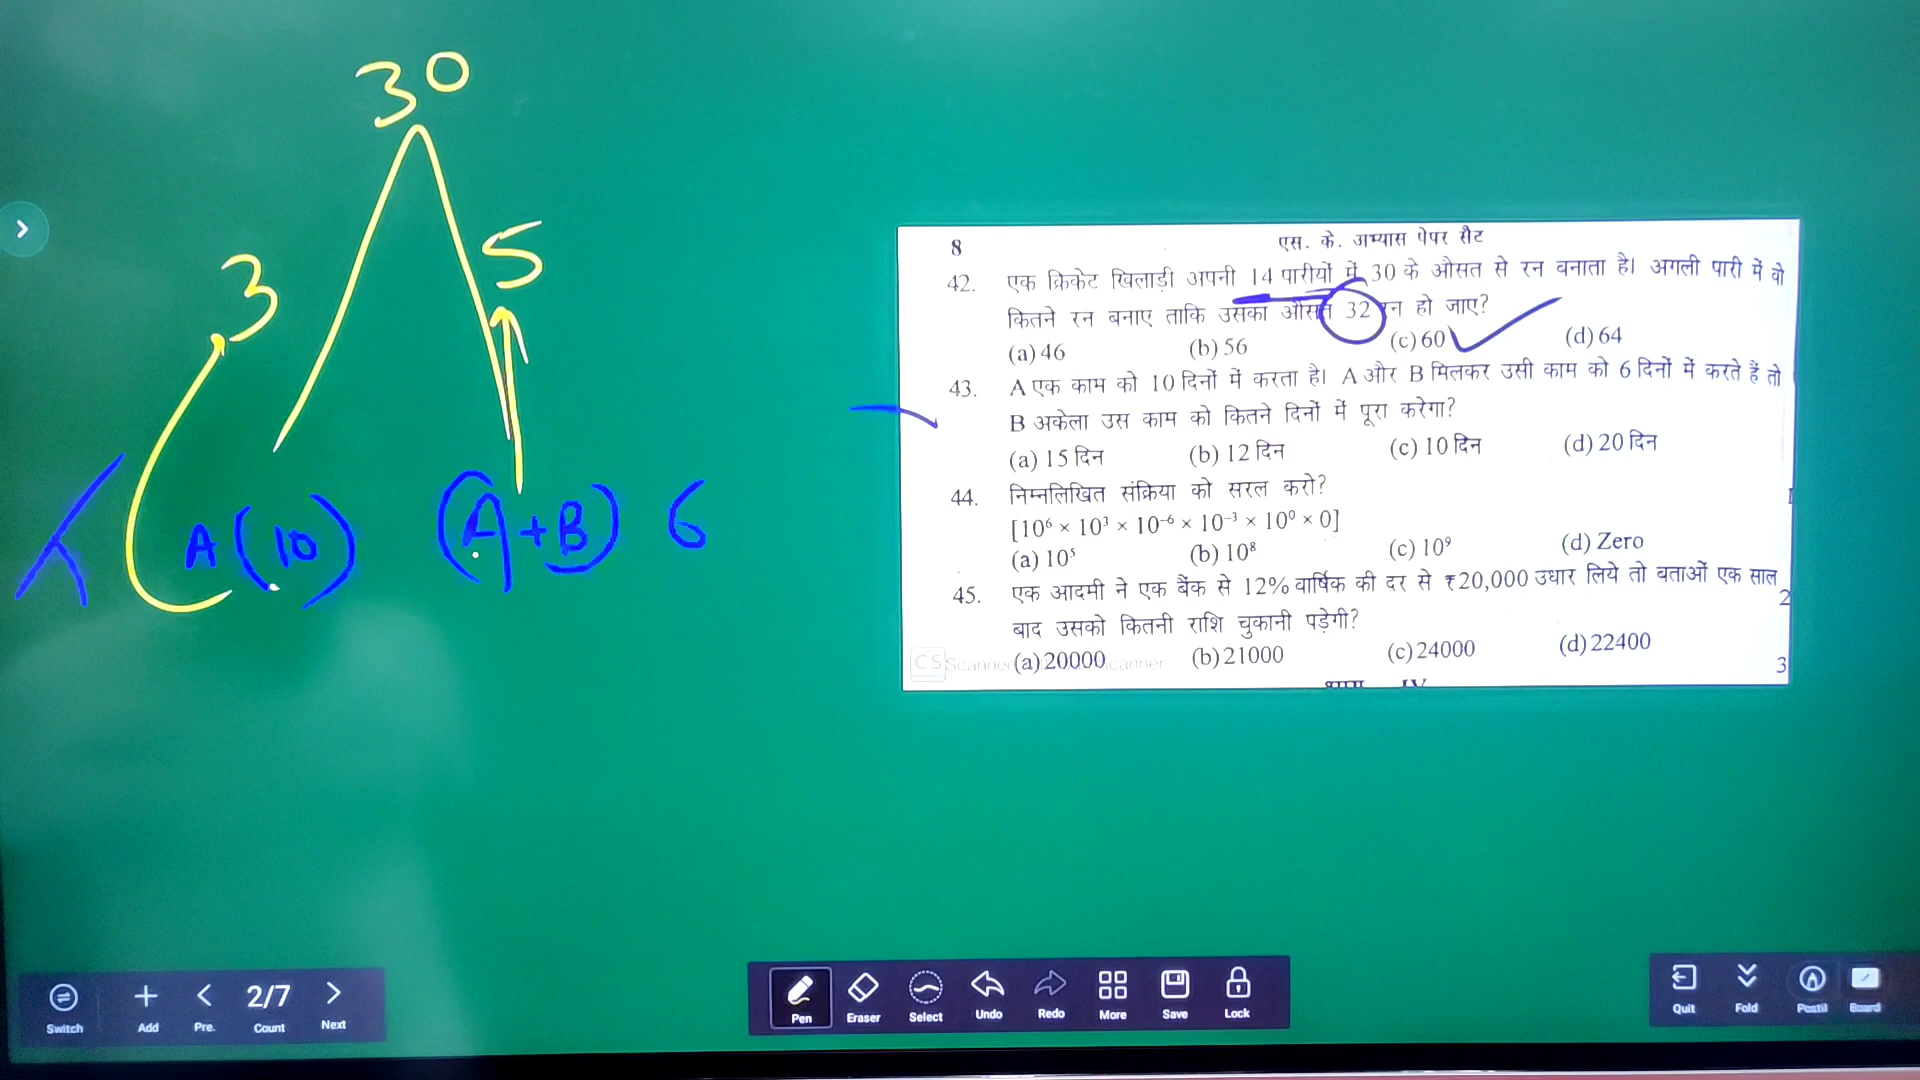 30
3
5
A (10)
(A+B) 6
8
एस. के. अभ्यास पेपर सैट
42. एक क्रिकेट खिलाड़ी अपनी 14 पारीयों में 30 के औसत से रन बनाता है। अगली पारी में वो
कितने रन बनाए ताकि उसका औसत 32 रन हो जाए?
(a) 46 (b) 56 (c) 60 (d) 64
43. A एक काम को 10 दिनों में करता है। A और B मिलकर उसी काम को 6 दिनों में करते हैं तो
B अकेला उस काम को कितने दिनों में पूरा करेगा?
(a) 15 दिन (b) 12 दिन (c) 10 दिन (d) 20 दिन
44. निम्नलिखित संक्रिया को सरल करो?
[10⁶ × 10³ × 10⁻⁶ × 10⁻³ × 10⁰ × 0]
(a) 10⁵ (b) 10⁸ (c) 10⁹ (d) Zero
45. एक आदमी ने एक बैंक से 12% वार्षिक की दर से ₹20,000 उधार लिये तो बताओं एक साल
2
बाद उसको कितनी राशि चुकानी पड़ेगी?
(a) 20000 (b) 21000 (c) 24000 (d) 22400
3
CS
Switch Add Pre. 2/7 Count Next
Pen Eraser Select Undo Redo More Save Lock
Quit Fold Postil Board